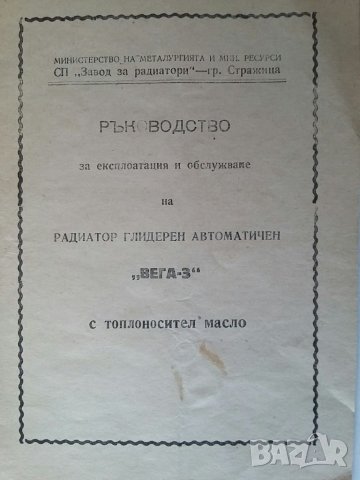 МИНИСТЕРСТВО НА МЕТАЛУРГИЯТА И МИН. РЕСУРСИ
СП „Завод за радиатори“—гр. Стражица
РЪКОВОДСТВО
за експлоатация и обслужване
на
РАДИАТОР ГЛИДЕРЕН АВТОМАТИЧЕН
„ВЕГА-3“
с топлоносител масло
BAZAR